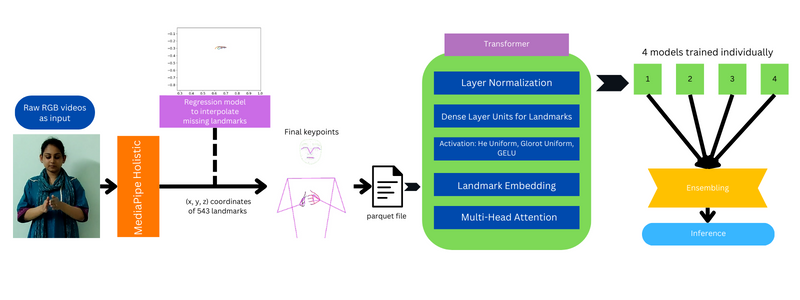 Raw RGB videos
as input
MediaPipe Holistic
Regression model
to interpolate
missing landmarks
(x, y, z) coordinates
of 543 landmarks
Final keypoints
parquet file
Transformer
Layer Normalization
Dense Layer Units for Landmarks
Activation: He Uniform, Glorot Uniform,
GELU
Landmark Embedding
Multi-Head Attention
4 models trained individually
1 2 3 4
Ensembling
Inference